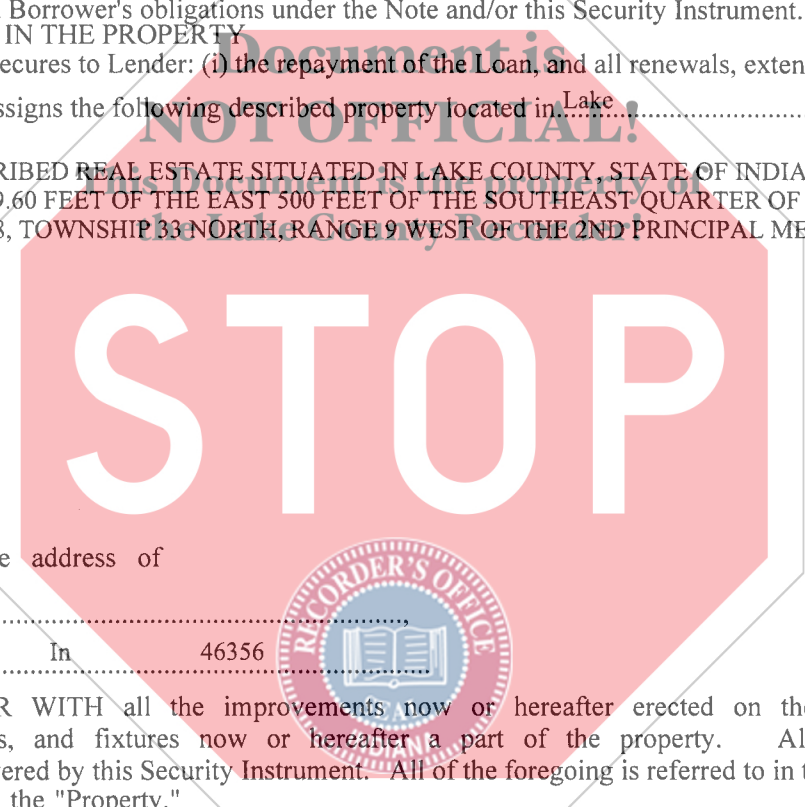 Borrower's obligations under the Note and/or this Security Instrument.
IN THE PROPERTY
ecures to Lender: (i) the repayment of the Loan, and all renewals, exten
ssigns the following described property located in Lake
RIBED REAL ESTATE SITUATED IN LAKE COUNTY, STATE OF INDIA
9.60 FEET OF THE EAST 500 FEET OF THE SOUTHEAST QUARTER OF
8, TOWNSHIP 33 NORTH, RANGE 9 WEST OF THE 2ND PRINCIPAL ME
Document is
NOT OFFICIAL!
This Document is the property of
the Lake County Recorder!
STOP
e address of
In 46356
RECORDER'S OFFICE
SEAL
INDIANA
R WITH all the improvements now or hereafter erected on the
s, and fixtures now or hereafter a part of the property. Al
vered by this Security Instrument. All of the foregoing is referred to in t
the "Property."